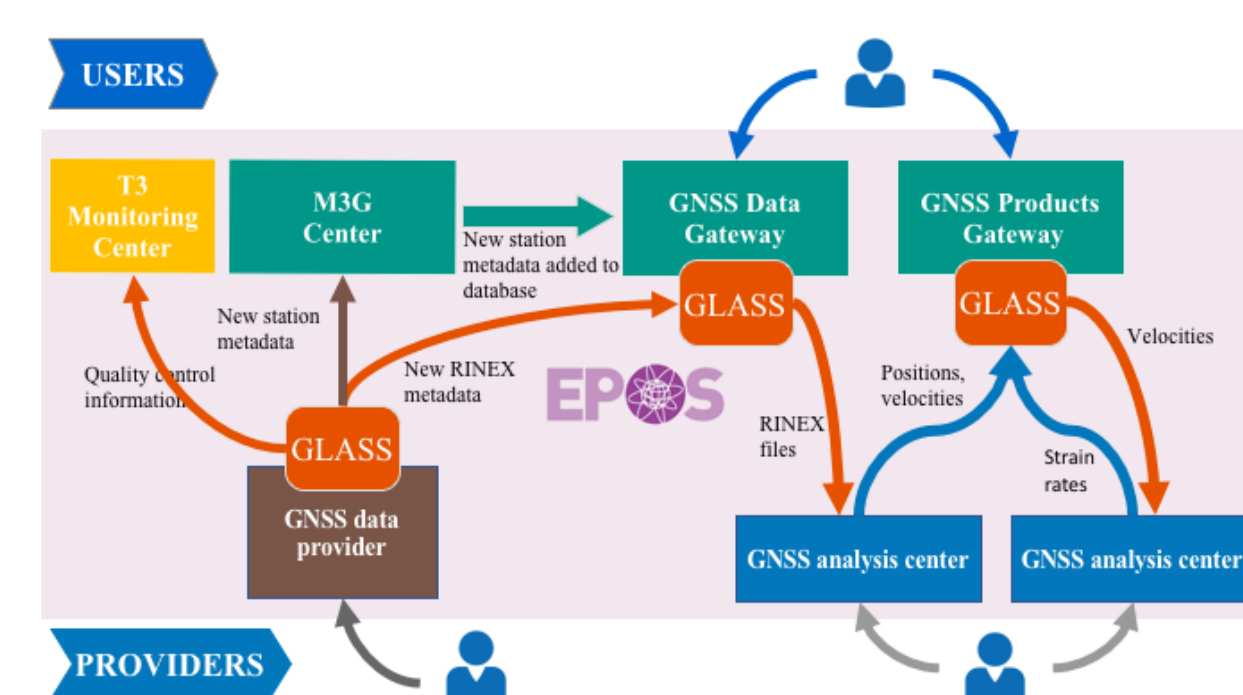 USERS
T3
Monitoring
Center
M3G
Center
GNSS Data
Gateway
GNSS Products
Gateway
New station
metadata added to
database
GLASS
GLASS
New station
metadata
Velocities
Quality control
information
New RINEX
metadata
EPOS
Positions,
velocities
RINEX
files
GLASS
Strain
rates
GNSS data
provider
GNSS analysis center
GNSS analysis center
PROVIDERS